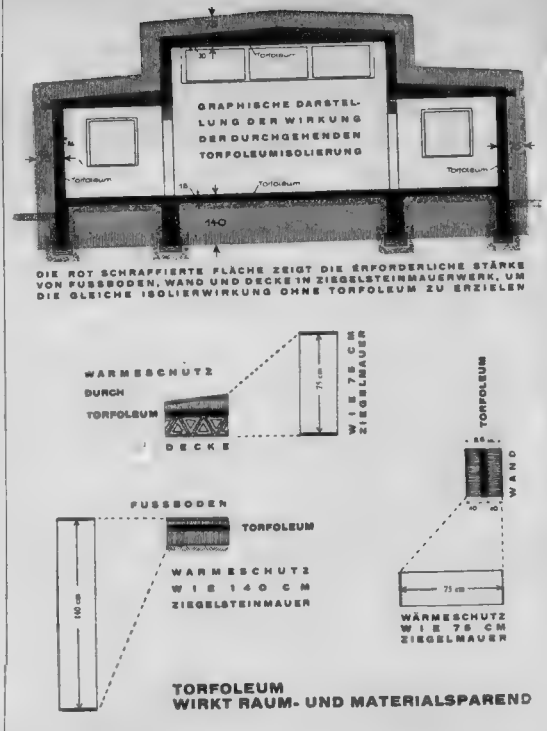 30
Torfoleum
GRAPHISCHE DARSTEL-
LUNG DER WIRKUNG
DER DURCHGEHENDEN
TORFOLEUMISOLIERUNG
Torfoleum
Torfoleum
18
Torfoleum
140
DIE ROT SCHRAFFIERTE FLÄCHE ZEIGT DIE ERFORDERLICHE STÄRKE
VON FUSSBODEN, WAND UND DECKE IN ZIEGELSTEINMAUERWERK, UM
DIE GLEICHE ISOLIERWIRKUNG OHNE TORFOLEUM ZU ERZIELEN
WÄRMESCHUTZ
DURCH
TORFOLEUM
DECKE
75 cm
WIE 75 CM
ZIEGELMAUER
TORFOLEUM
WAND
FUSSBODEN
TORFOLEUM
WARMESCHUTZ
WIE 140 CM
ZIEGELSTEINMAUER
140 cm
75 cm
WÄRMESCHUTZ
WIE 75 CM
ZIEGELMAUER
TORFOLEUM
WIRKT RAUM- UND MATERIALSPAREND